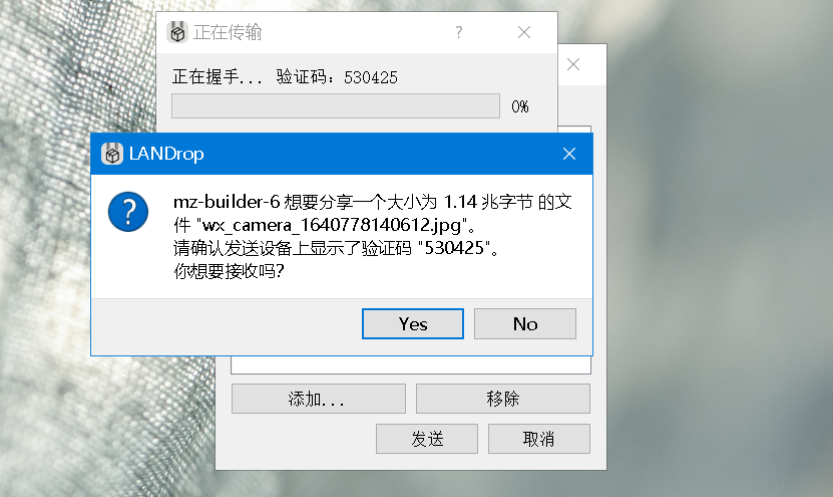 正在传输
正在握手... 验证码：530425
0%
LANDrop
mz-builder-6 想要分享一个大小为 1.14 兆字节 的文
件 "wx_camera_1640778140612.jpg"。
请确认发送设备上显示了验证码 "530425"。
你想要接收吗？
Yes
No
添加...
移除
发送
取消